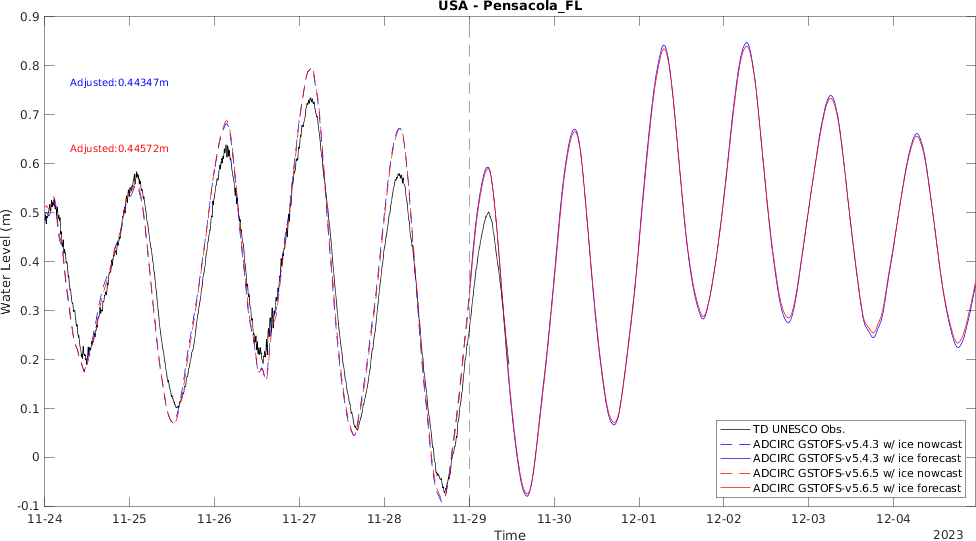 USA - Pensacola_FL
0.9
0.8
0.7
0.6
0.5
0.4
0.3
0.2
0.1
0
-0.1
Water Level (m)
Adjusted:0.44347m
Adjusted:0.44572m
TD UNESCO Obs.
ADCIRC GSTOFS-v5.4.3 w/ ice nowcast
ADCIRC GSTOFS-v5.4.3 w/ ice forecast
ADCIRC GSTOFS-v5.6.5 w/ ice nowcast
ADCIRC GSTOFS-v5.6.5 w/ ice forecast
11-24 11-25 11-26 11-27 11-28 11-29 11-30 12-01 12-02 12-03 12-04
Time
2023